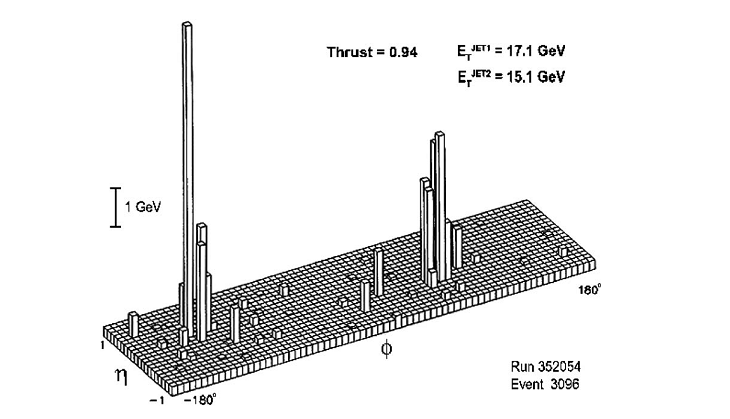 Thrust = 0.94
E_T^JET1 = 17.1 GeV
E_T^JET2 = 15.1 GeV
1 GeV
180°
1
η
ϕ
−1 −180°
Run 352054
Event 3096